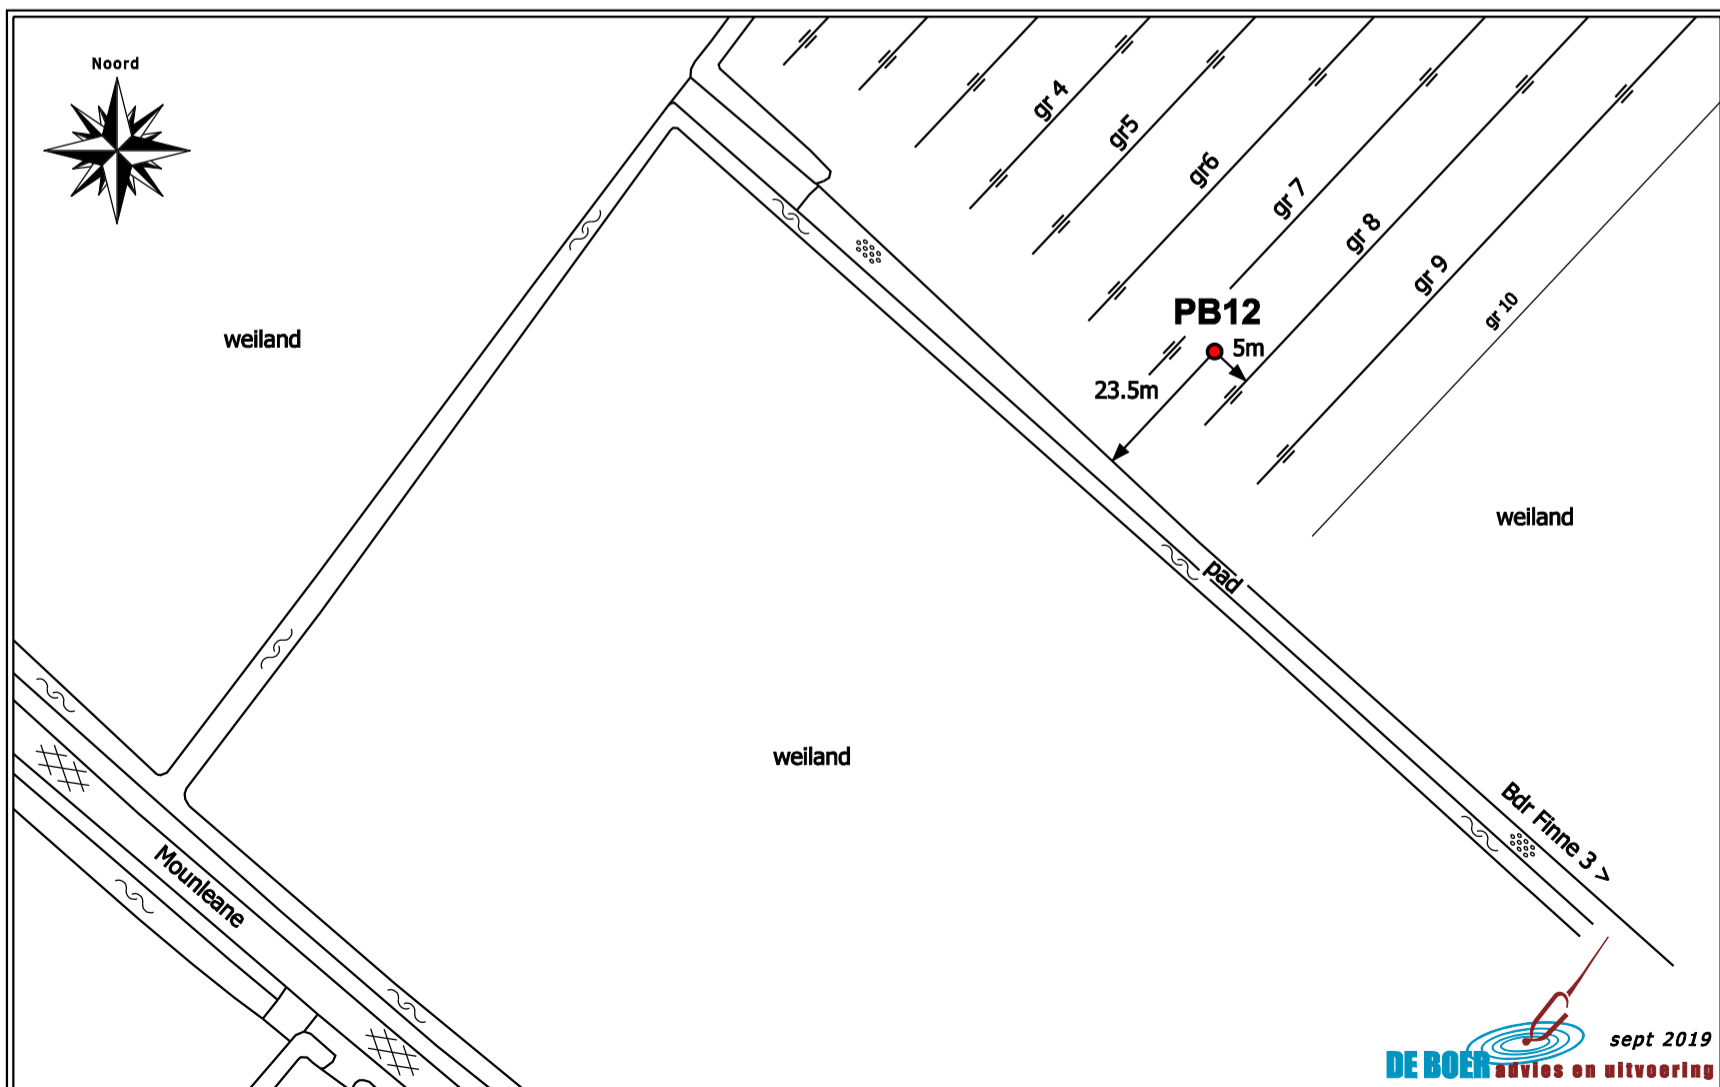 Noord
gr 4
gr5
gr6
gr 7
gr 8
gr 9
gr 10
PB12
5m
23.5m
weiland
weiland
pad
weiland
Bdr Finne 3 >
Mounleane
sept 2019
DE BOER advies en uitvoering